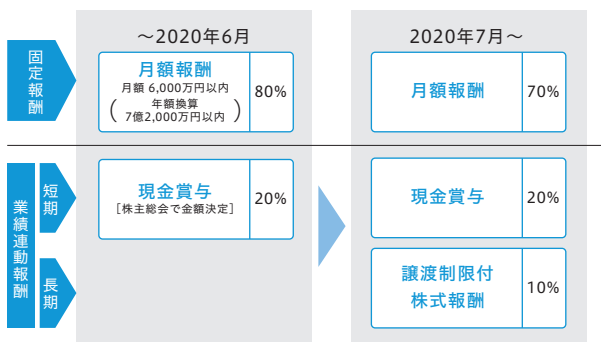 ～2020年6月
2020年7月～
固定報酬
月額報酬
月額 6,000万円以内
(年額換算
7億2,000万円以内)
80%
月額報酬
70%
業績連動報酬
短期
現金賞与
[株主総会で金額決定]
20%
現金賞与
20%
長期
譲渡制限付
株式報酬
10%